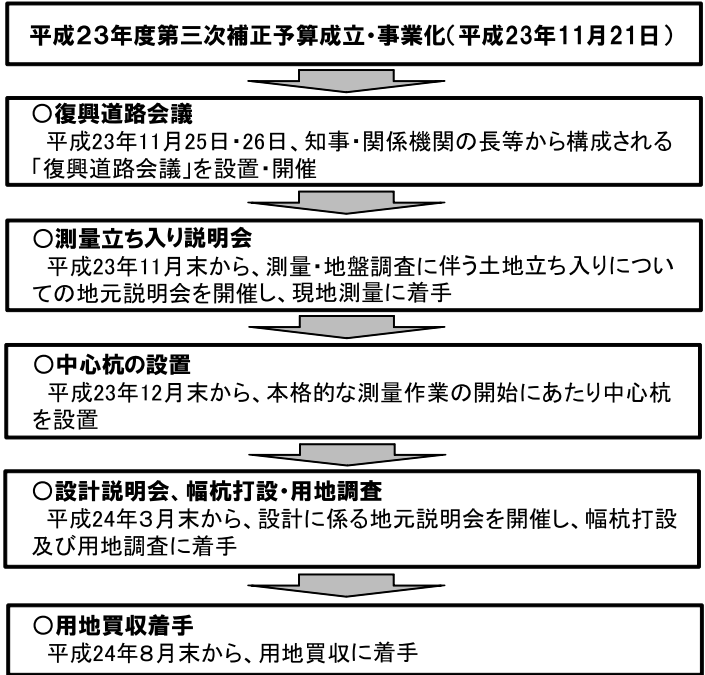 平成２３年度第三次補正予算成立・事業化（平成23年11月21日）
○復興道路会議
平成23年11月25日・26日、知事・関係機関の長等から構成される
「復興道路会議」を設置・開催
○測量立ち入り説明会
平成23年11月末から、測量・地盤調査に伴う土地立ち入りについ
ての地元説明会を開催し、現地測量に着手
○中心杭の設置
平成23年12月末から、本格的な測量作業の開始にあたり中心杭
を設置
○設計説明会、幅杭打設・用地調査
平成24年３月末から、設計に係る地元説明会を開催し、幅杭打設
及び用地調査に着手
○用地買収着手
平成24年８月末から、用地買収に着手